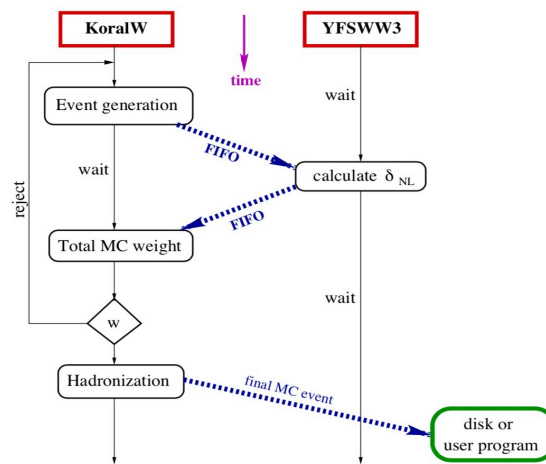 KoralW
YFSWW3
time
Event generation
wait
FIFO
wait
calculate δ NL
reject
FIFO
Total MC weight
wait
w
Hadronization
final MC event
disk or
user program